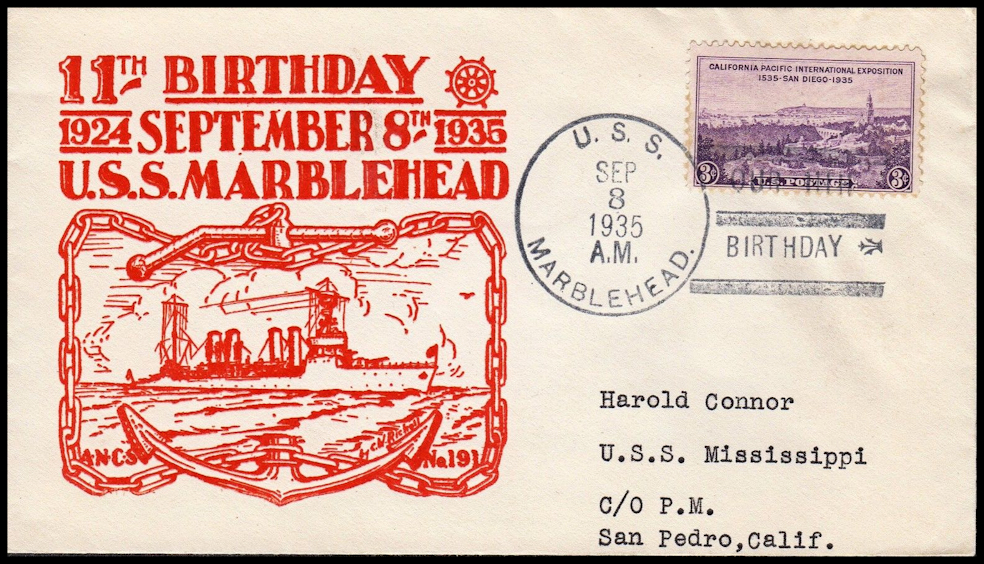 11TH BIRTHDAY
1924 SEPTEMBER 8TH 1935
U.S.S. MARBLEHEAD
A.N.C.S.
No. 191
CALIFORNIA PACIFIC INTERNATIONAL EXPOSITION
1535-SAN DIEGO-1935
3¢ U.S. POSTAGE 3¢
U. S. S.
SEP
8
1935
A.M.
MARBLEHEAD.
BIRTHDAY
Harold Connor
U.S.S. Mississippi
C/O P.M.
San Pedro,Calif.